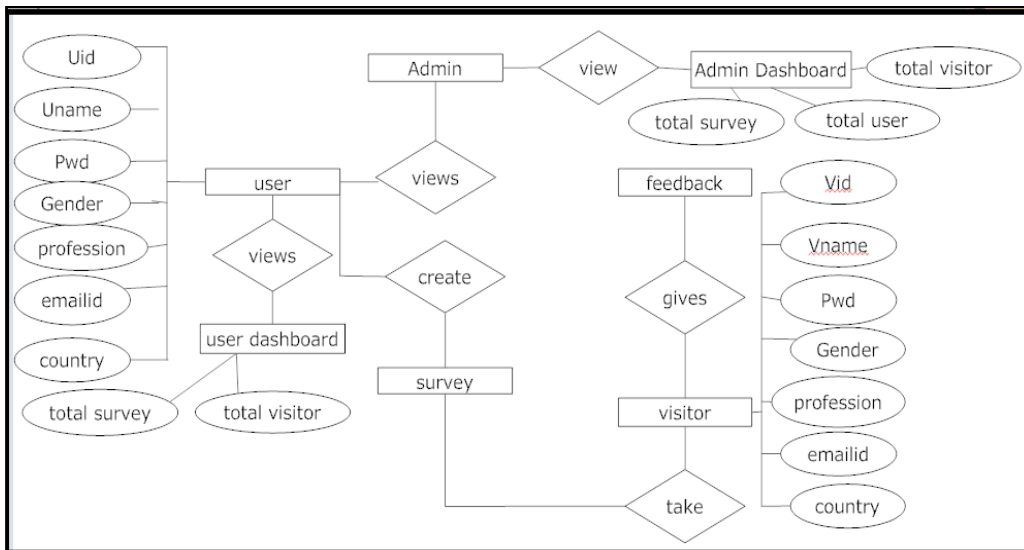 Uid
Uname
Pwd
Gender
profession
emailid
country
user
views
user dashboard
total survey
total visitor
Admin
views
create
survey
view
Admin Dashboard
total visitor
total survey
total user
feedback
gives
visitor
take
Vid
Vname
Pwd
Gender
profession
emailid
country